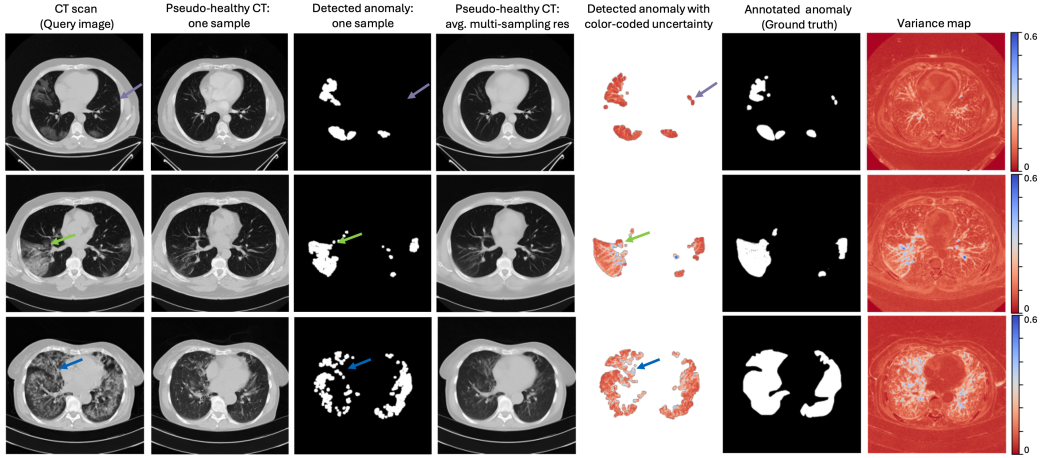 CT scan
(Query image)
Pseudo-healthy CT:
one sample
Detected anomaly:
one sample
Pseudo-healthy CT:
avg. multi-sampling res
Detected anomaly with
color-coded uncertainty
Annotated anomaly
(Ground truth)
Variance map
0.6
0
0.6
0
0.6
0